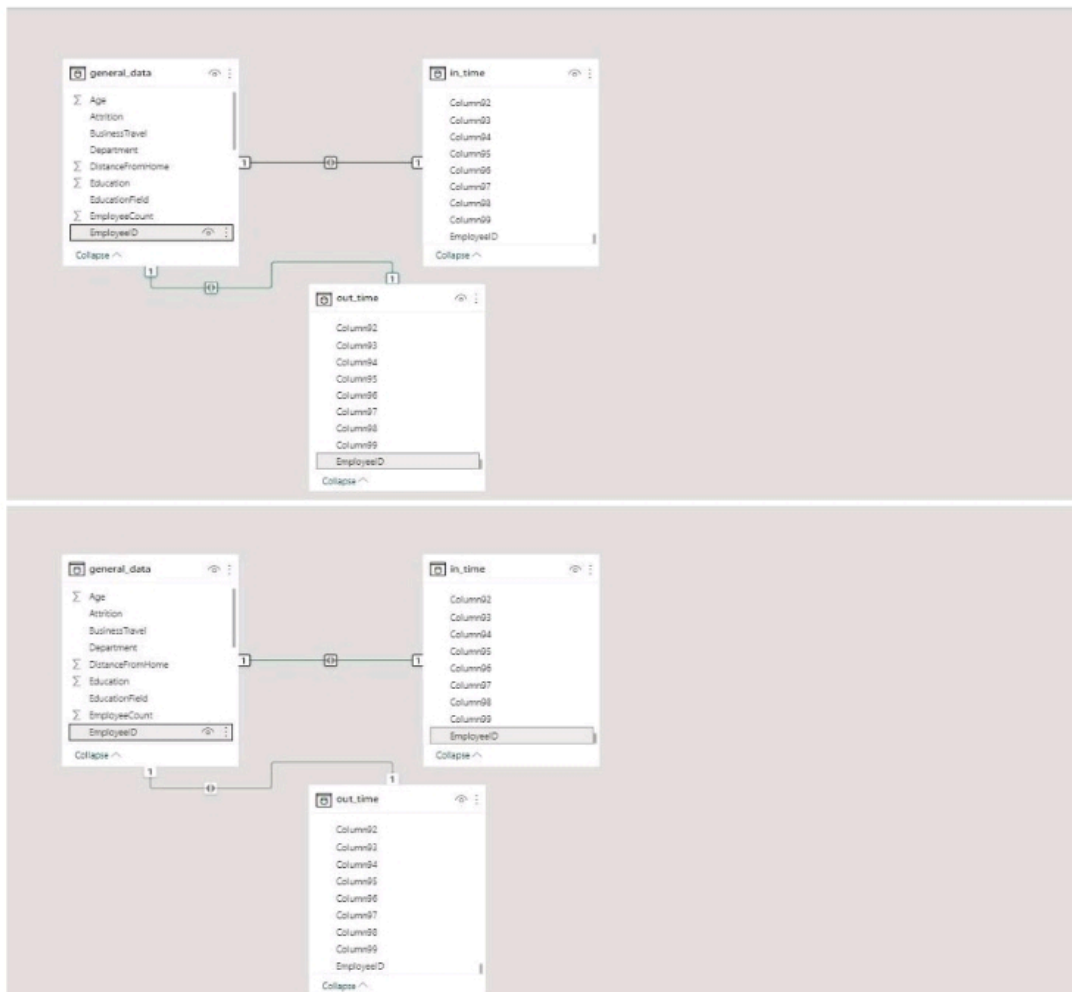 general_data
Age
Attrition
BusinessTravel
Department
DistanceFromHome
Education
EducationField
EmployeeCount
EmployeeID
Collapse
1
1
in_time
Column92
Column93
Column94
Column95
Column96
Column97
Column98
Column99
EmployeeID
Collapse
1
1
out_time
Column92
Column93
Column94
Column95
Column96
Column97
Column98
Column99
EmployeeID
Collapse
general_data
Age
Attrition
BusinessTravel
Department
DistanceFromHome
Education
EducationField
EmployeeCount
EmployeeID
Collapse
1
1
in_time
Column92
Column93
Column94
Column95
Column96
Column97
Column98
Column99
EmployeeID
Collapse
1
1
out_time
Column92
Column93
Column94
Column95
Column96
Column97
Column98
Column99
EmployeeID
Collapse